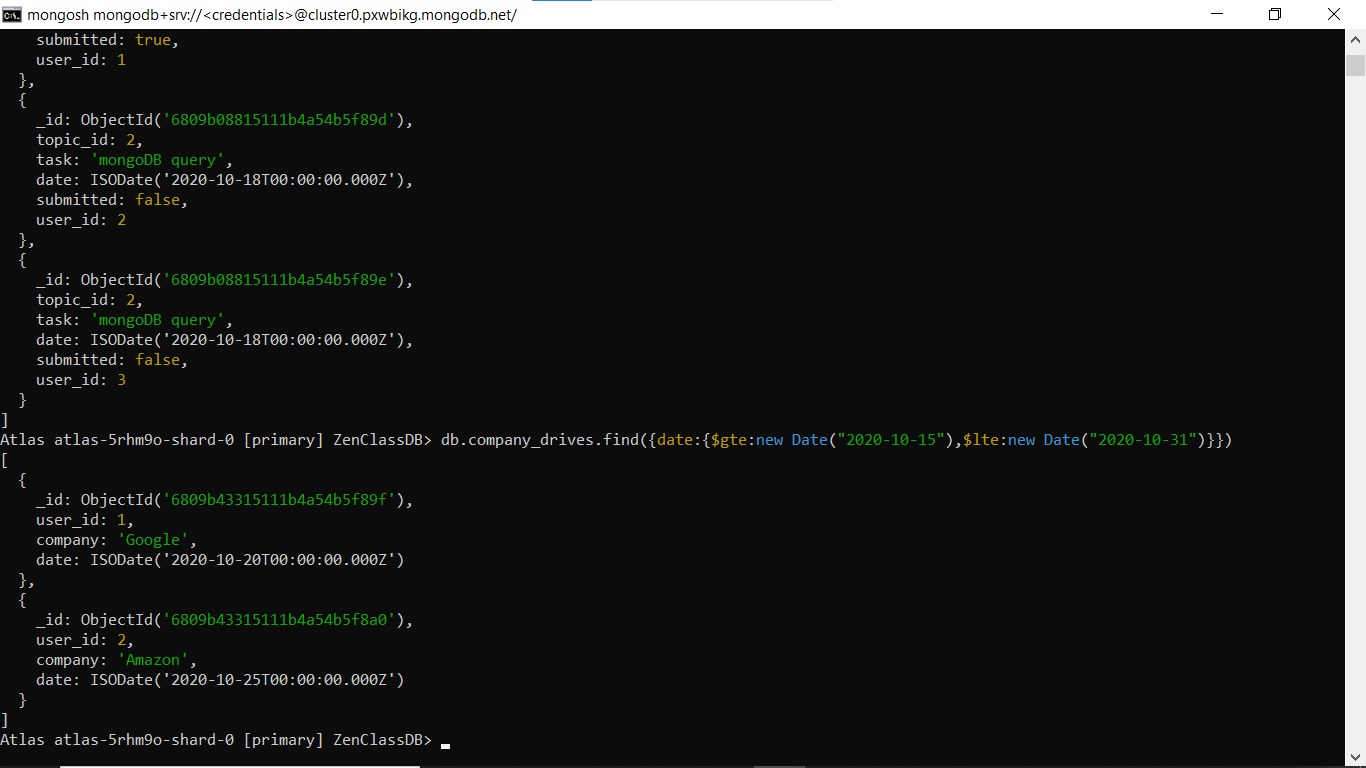 mongosh mongodb+srv://<credentials>@cluster0.pxwbikg.mongodb.net/
submitted: true,
user_id: 1
},
{
_id: ObjectId('6809b08815111b4a54b5f89d'),
topic_id: 2,
task: 'mongoDB query',
date: ISODate('2020-10-18T00:00:00.000Z'),
submitted: false,
user_id: 2
},
{
_id: ObjectId('6809b08815111b4a54b5f89e'),
topic_id: 2,
task: 'mongoDB query',
date: ISODate('2020-10-18T00:00:00.000Z'),
submitted: false,
user_id: 3
}
]
Atlas atlas-5rhm9o-shard-0 [primary] ZenClassDB> db.company_drives.find({date:{$gte:new Date("2020-10-15"),$lte:new Date("2020-10-31")}})
[
{
_id: ObjectId('6809b43315111b4a54b5f89f'),
user_id: 1,
company: 'Google',
date: ISODate('2020-10-20T00:00:00.000Z')
},
{
_id: ObjectId('6809b43315111b4a54b5f8a0'),
user_id: 2,
company: 'Amazon',
date: ISODate('2020-10-25T00:00:00.000Z')
}
]
Atlas atlas-5rhm9o-shard-0 [primary] ZenClassDB>